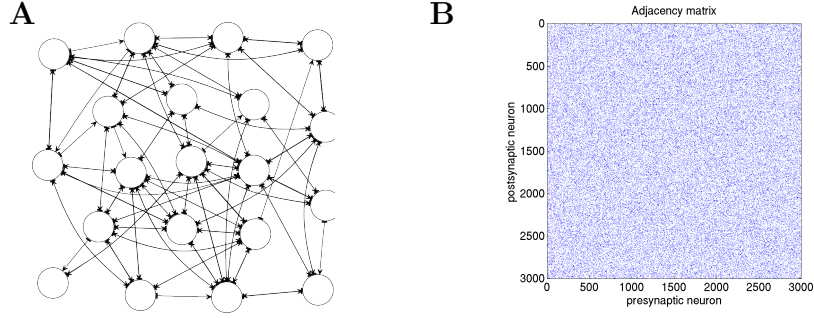 A
B
Adjacency matrix
postsynaptic neuron
0
500
1000
1500
2000
2500
3000
0 500 1000 1500 2000 2500 3000
presynaptic neuron